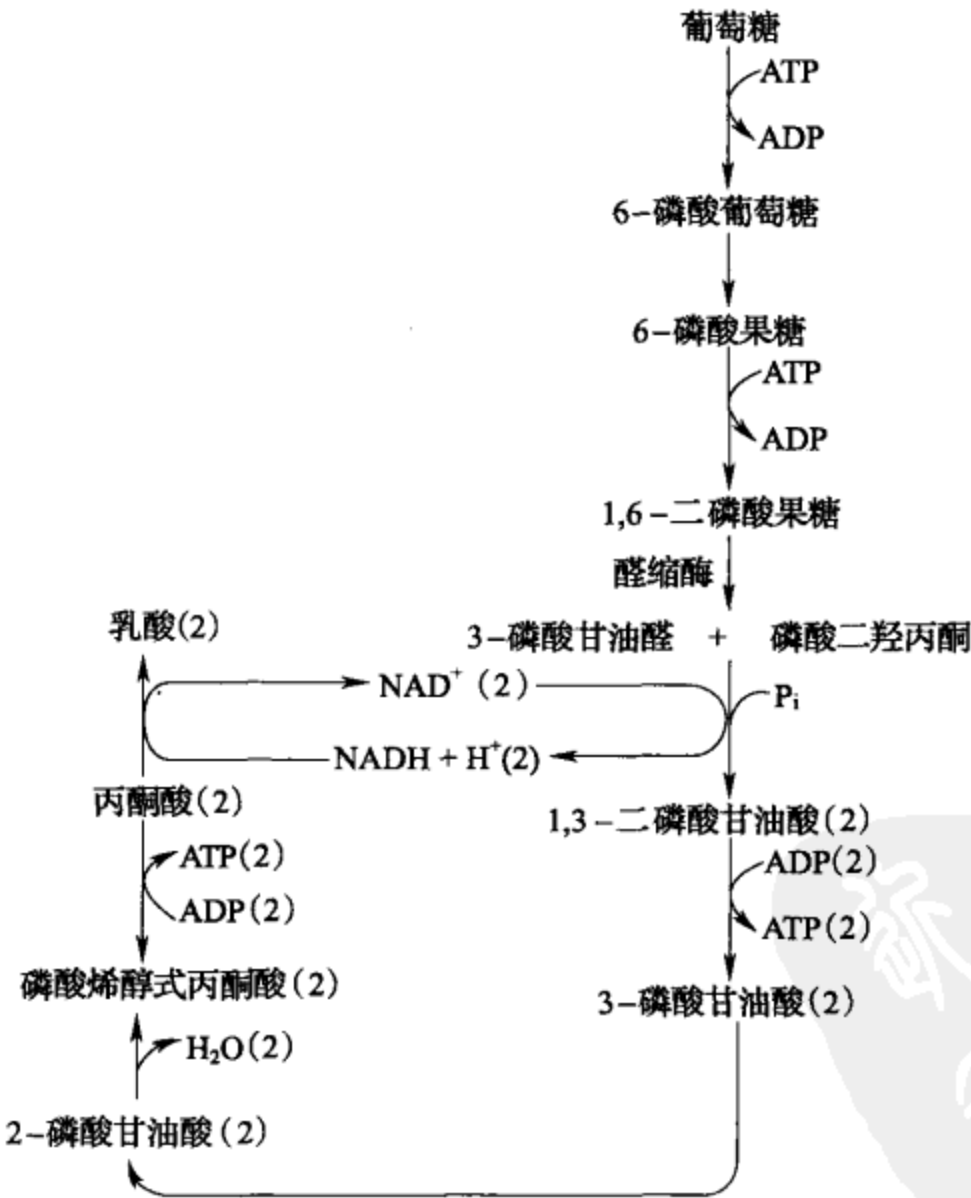 葡萄糖
ATP
ADP
6-磷酸葡萄糖
6-磷酸果糖
ATP
ADP
1,6-二磷酸果糖
醛缩酶
乳酸(2)
3-磷酸甘油醛 + 磷酸二羟丙酮
NAD⁺ (2)
Pᵢ
NADH + H⁺(2)
丙酮酸(2)
1,3-二磷酸甘油酸(2)
ATP(2)
ADP(2)
ADP(2)
ATP(2)
磷酸烯醇式丙酮酸(2)
3-磷酸甘油酸(2)
H₂O(2)
2-磷酸甘油酸(2)